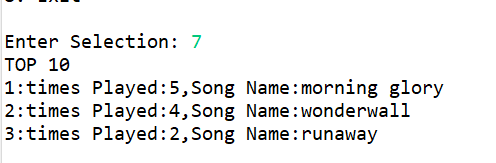 Enter Selection: 7
TOP 10
1:times Played:5,Song Name:morning glory
2:times Played:4,Song Name:wonderwall
3:times Played:2,Song Name:runaway